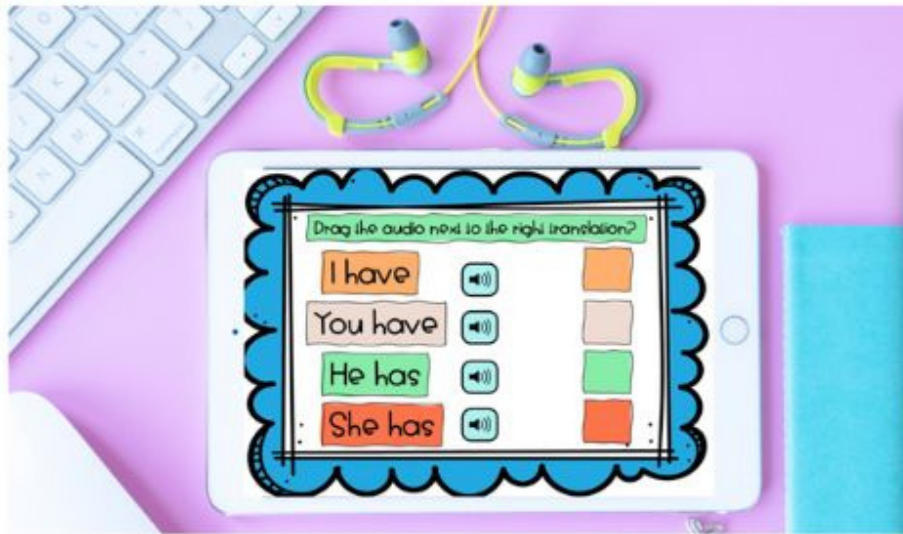 Drag the audio next to the right translation?
I have
You have
He has
She has